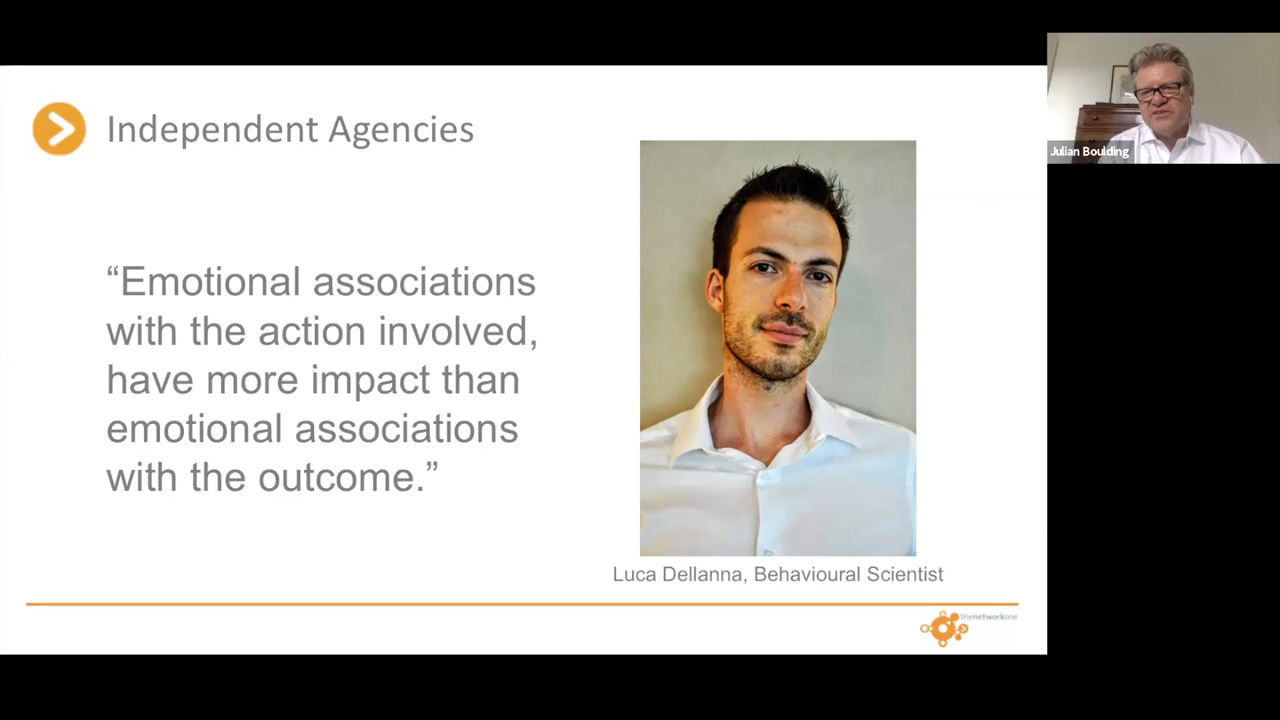 Independent Agencies
“Emotional associations
with the action involved,
have more impact than
emotional associations
with the outcome.”
Luca Dellanna, Behavioural Scientist
thenetworkone
Julian Boulding